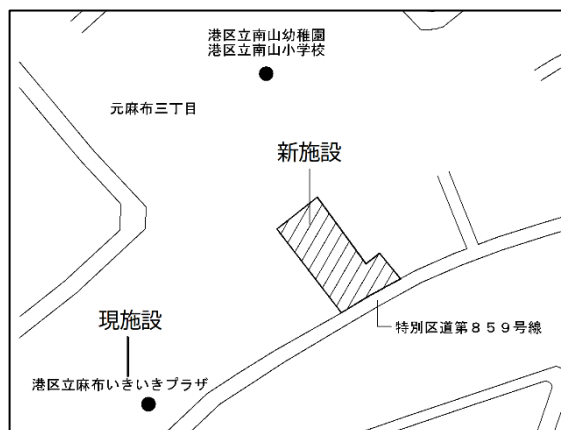 港区立南山幼稚園
港区立南山小学校
元麻布三丁目
新施設
特別区道第８５９号線
現施設
港区立麻布いきいきプラザ